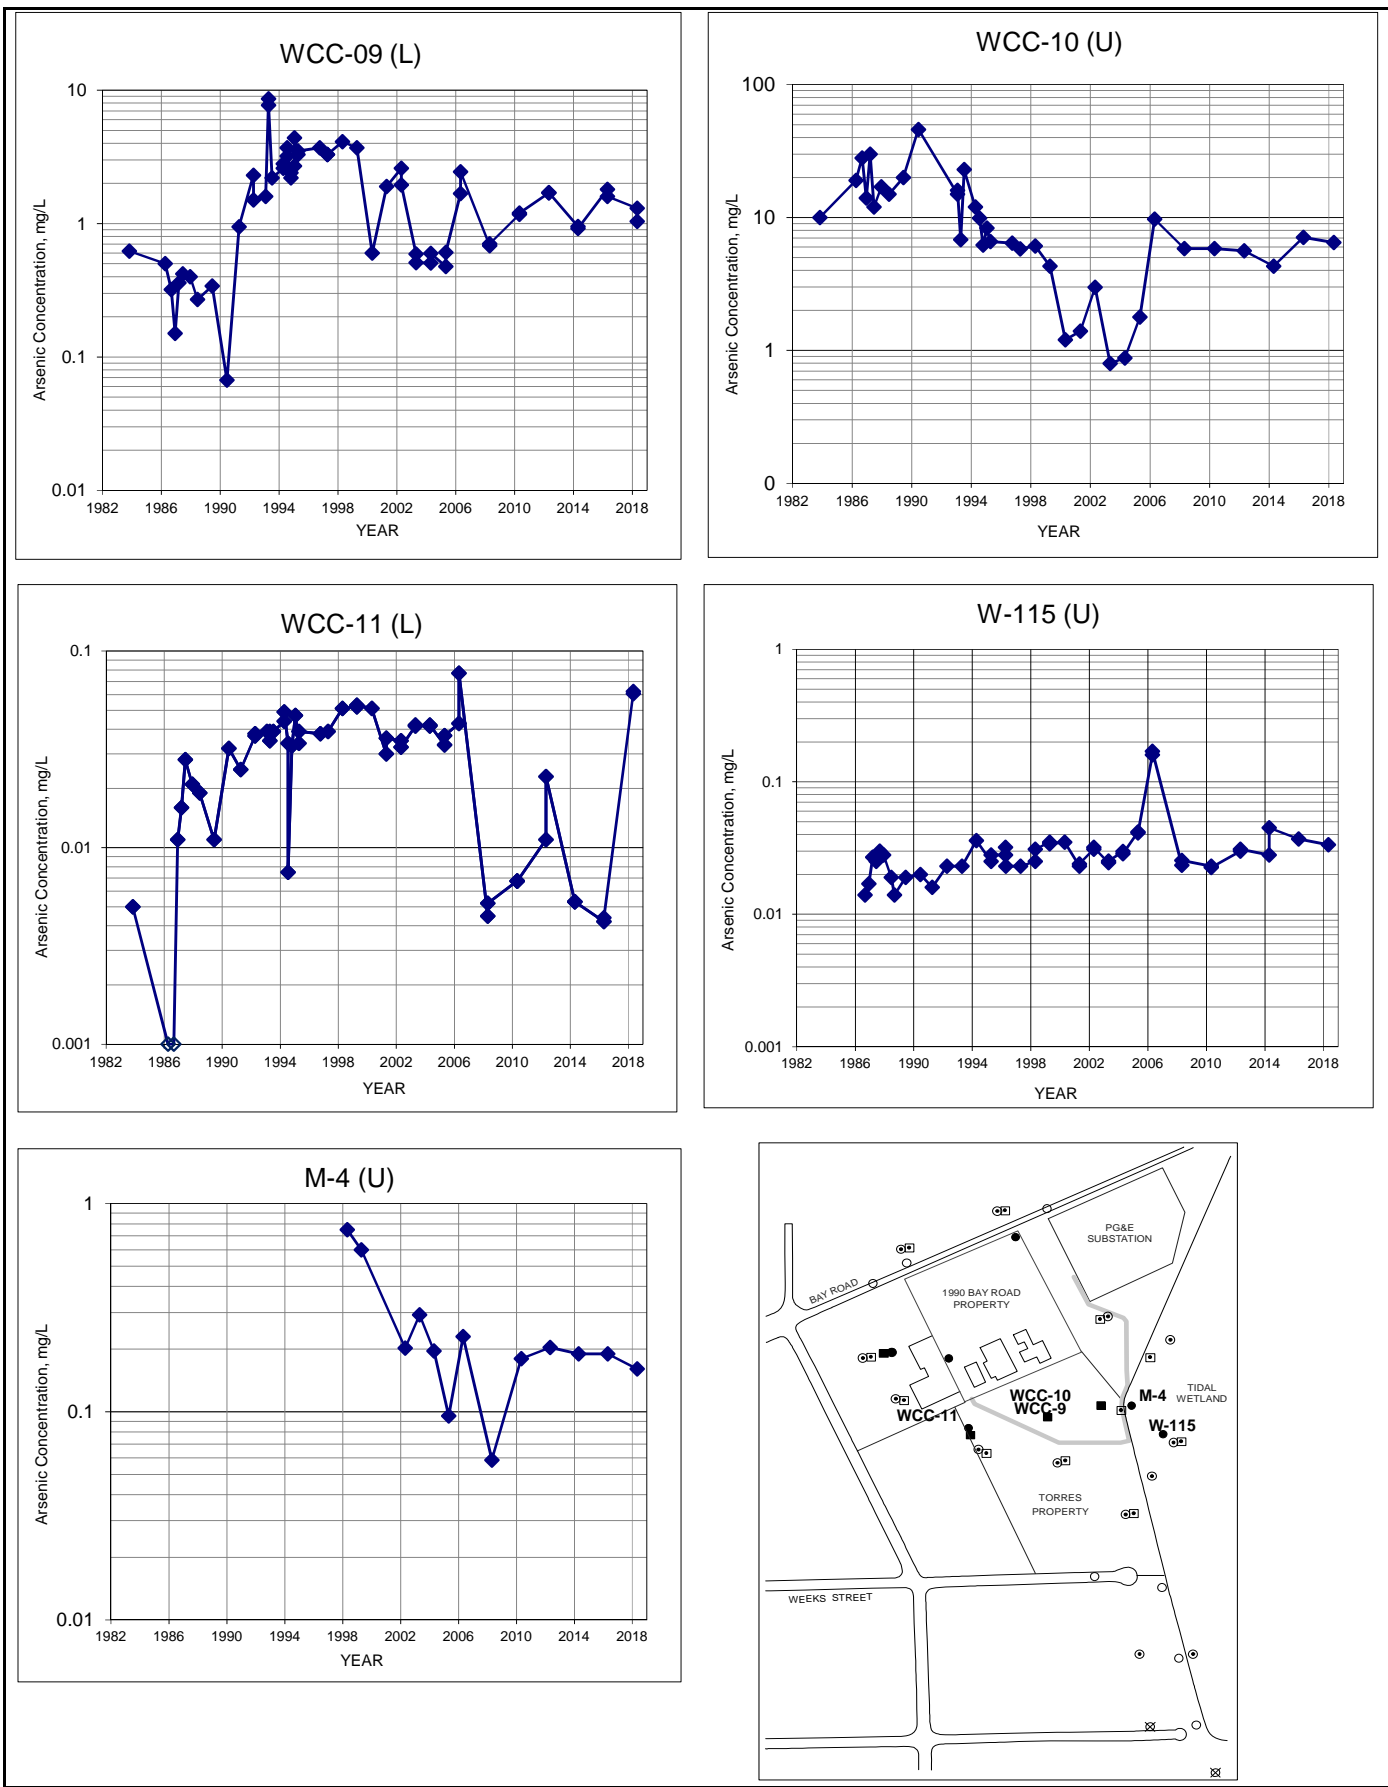 WCC-09 (L)
10
1
0.1
0.01
Arsenic Concentration, mg/L
1982 1986 1990 1994 1998 2002 2006 2010 2014 2018
YEAR
WCC-10 (U)
100
10
1
0
Arsenic Concentration, mg/L
1982 1986 1990 1994 1998 2002 2006 2010 2014 2018
YEAR
WCC-11 (L)
0.1
0.01
0.001
Arsenic Concentration, mg/L
1982 1986 1990 1994 1998 2002 2006 2010 2014 2018
YEAR
W-115 (U)
1
0.1
0.01
0.001
Arsenic Concentration, mg/L
1982 1986 1990 1994 1998 2002 2006 2010 2014 2018
YEAR
M-4 (U)
1
0.1
0.01
Arsenic Concentration, mg/L
1982 1986 1990 1994 1998 2002 2006 2010 2014 2018
YEAR
PG&E
SUBSTATION
BAY ROAD
1990 BAY ROAD
PROPERTY
TIDAL
WETLAND
WCC-10
WCC-9
M-4
WCC-11
W-115
TORRES
PROPERTY
WEEKS STREET